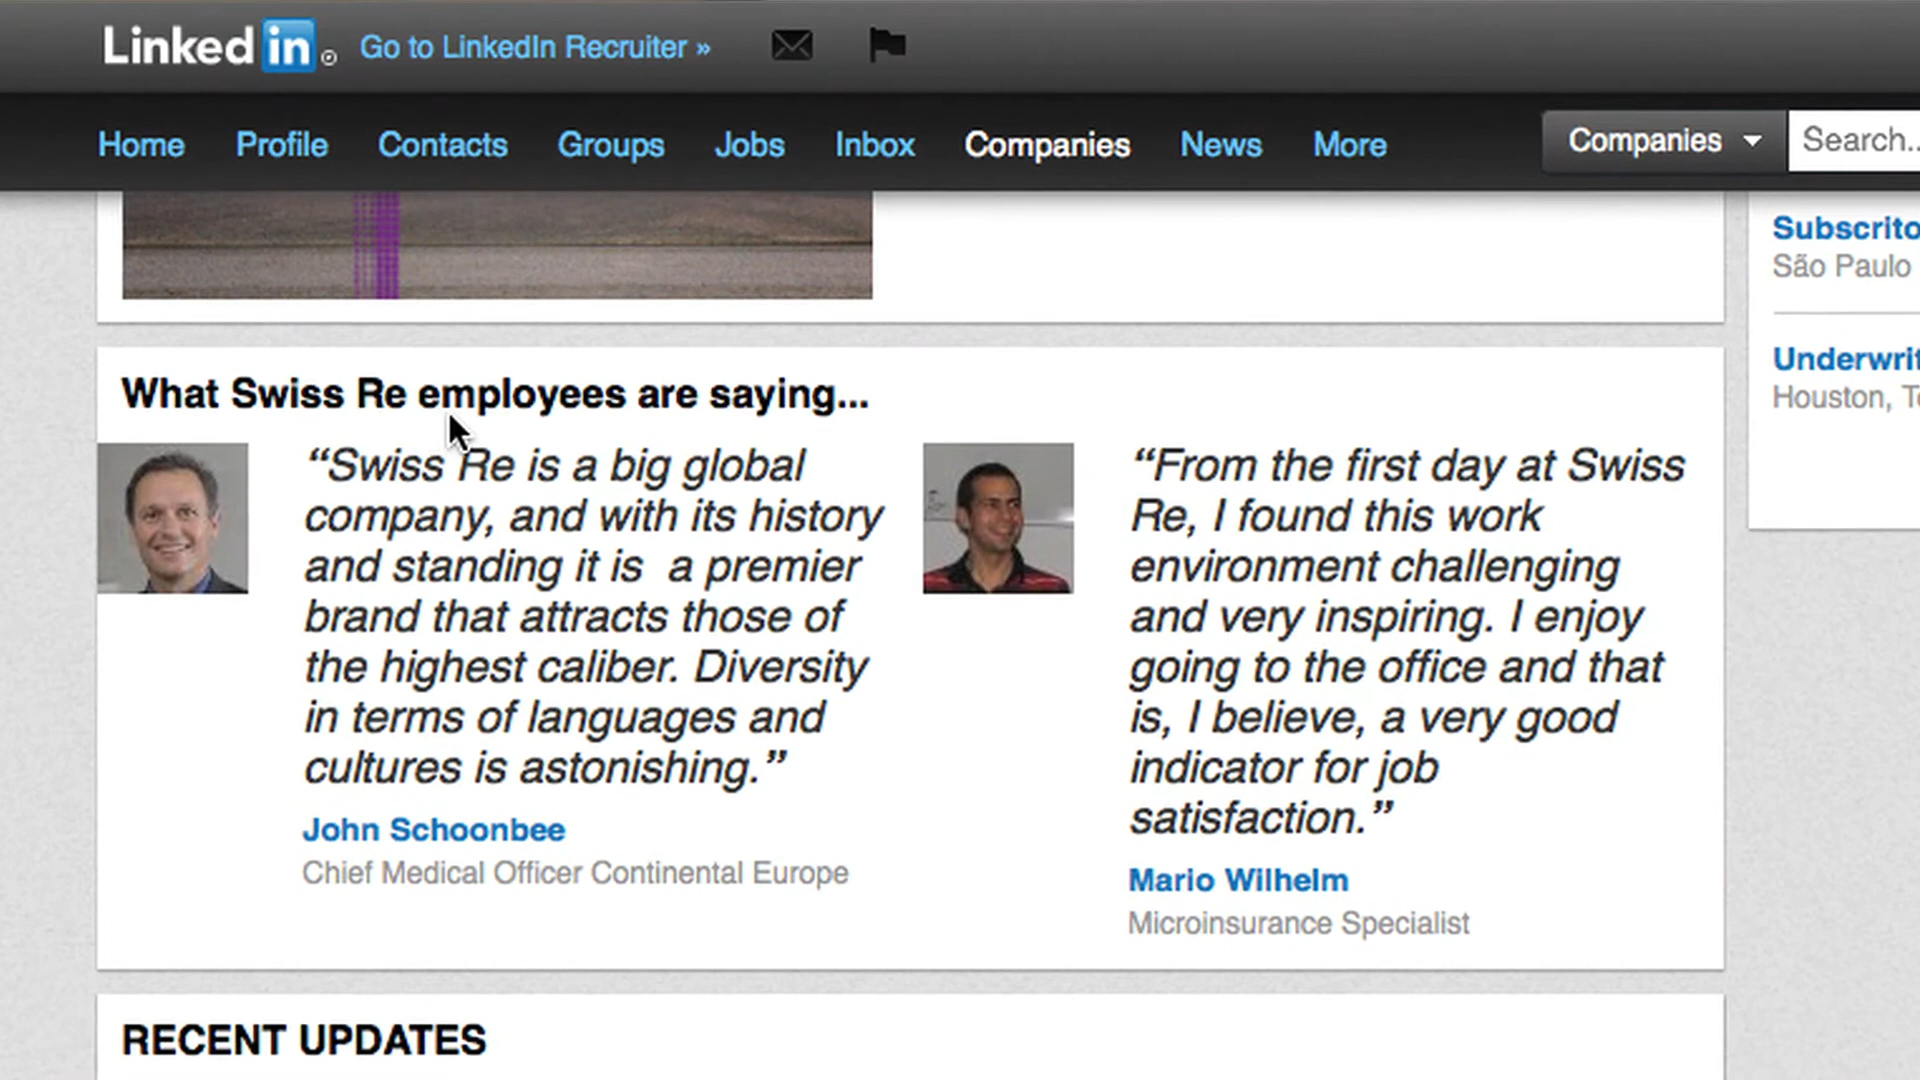 Linked in ® Go to LinkedIn Recruiter »
Home Profile Contacts Groups Jobs Inbox Companies News More Companies Search...
São Paulo
Houston,
What Swiss Re employees are saying...
“Swiss Re is a big global
company, and with its history
and standing it is a premier
brand that attracts those of
the highest caliber. Diversity
in terms of languages and
cultures is astonishing.”
John Schoonbee
Chief Medical Officer Continental Europe
“From the first day at Swiss
Re, I found this work
environment challenging
and very inspiring. I enjoy
going to the office and that
is, I believe, a very good
indicator for job
satisfaction.”
Mario Wilhelm
Microinsurance Specialist
RECENT UPDATES